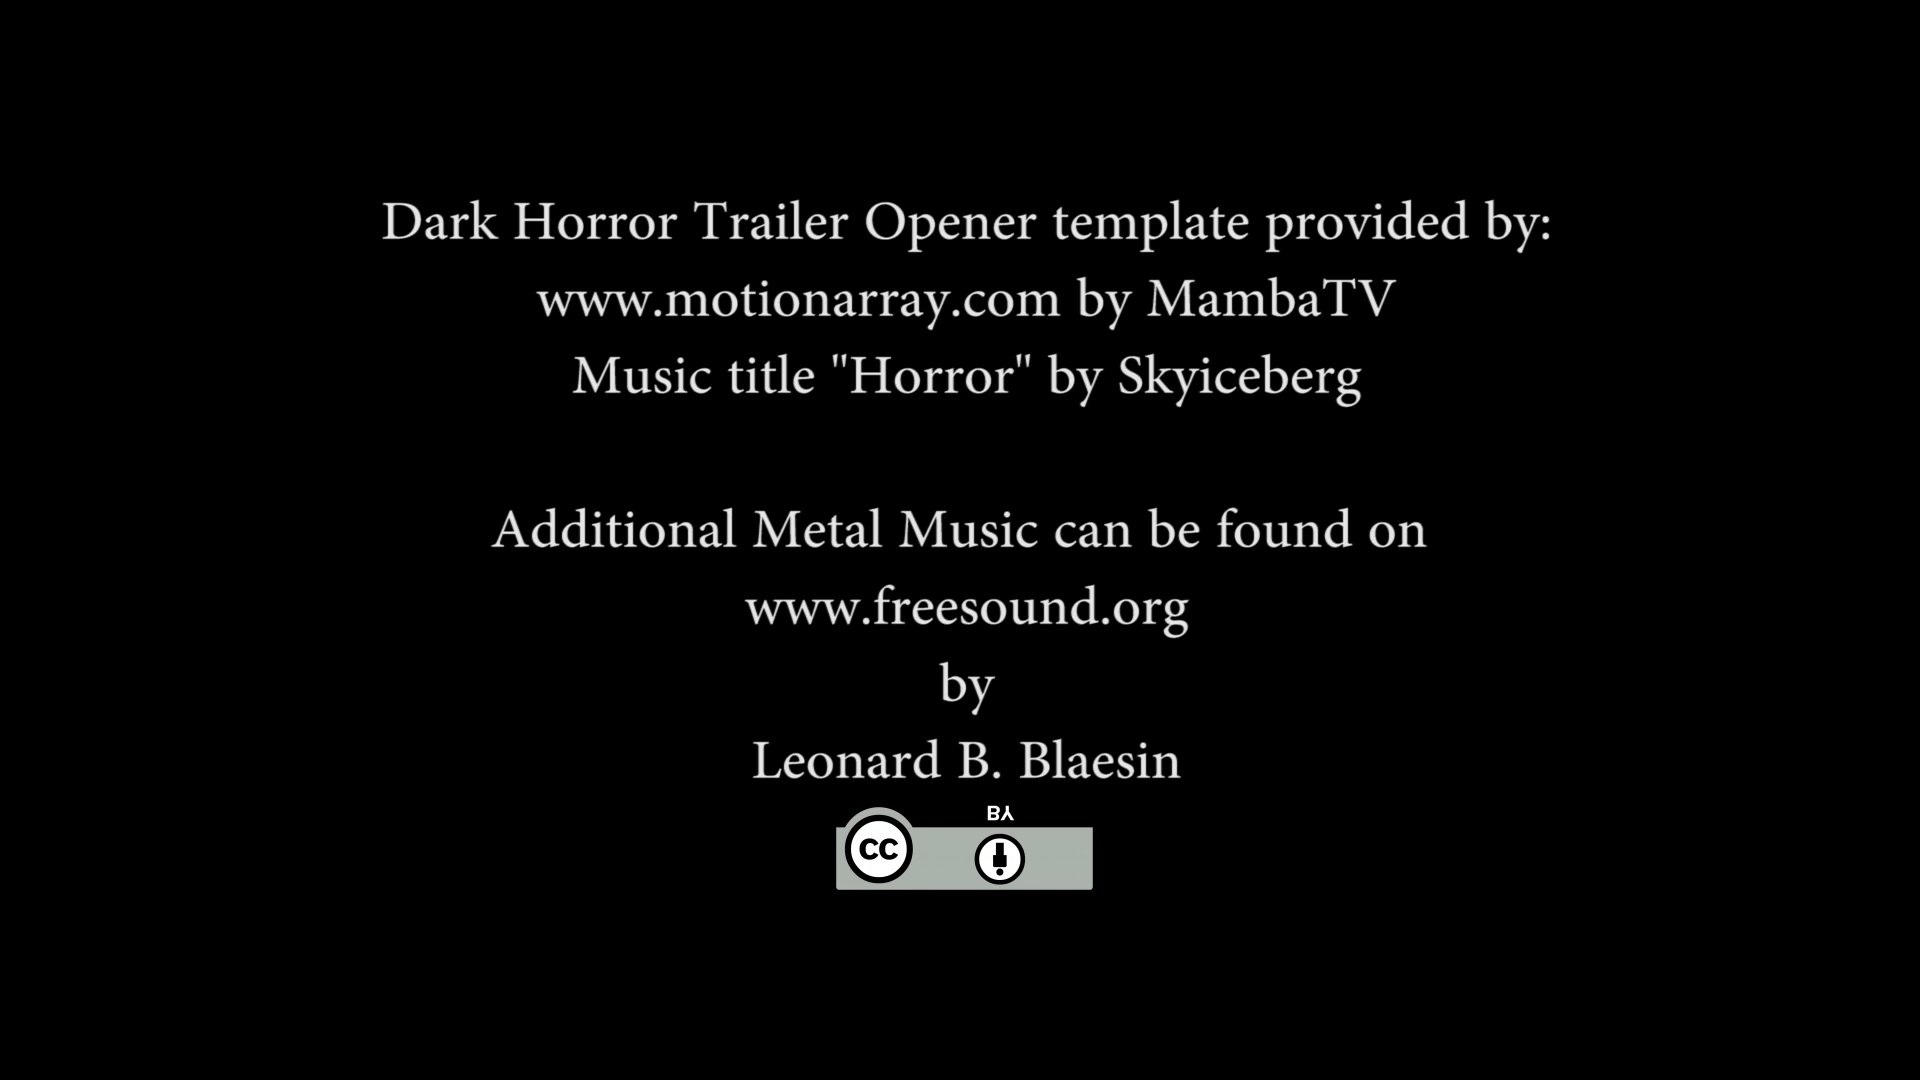 Dark Horror Trailer Opener template provided by:
www.motionarray.com by MambaTV
Music title "Horror" by Skyiceberg
Additional Metal Music can be found on
www.freesound.org
by
Leonard B. Blaesin
BY
cc